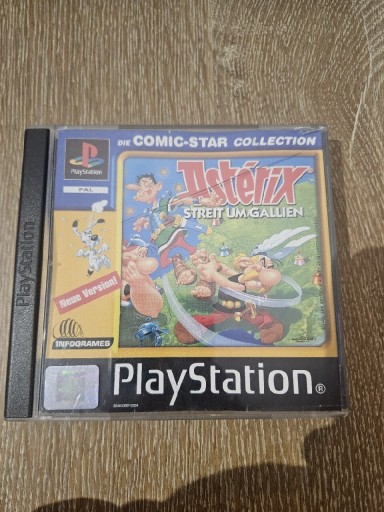 DIE COMIC-STAR COLLECTION
PlayStation
PAL
Astérix
STREIT UM GALLIEN
Neue Version!
INFOGRAMES
PlayStation
PlayStation®